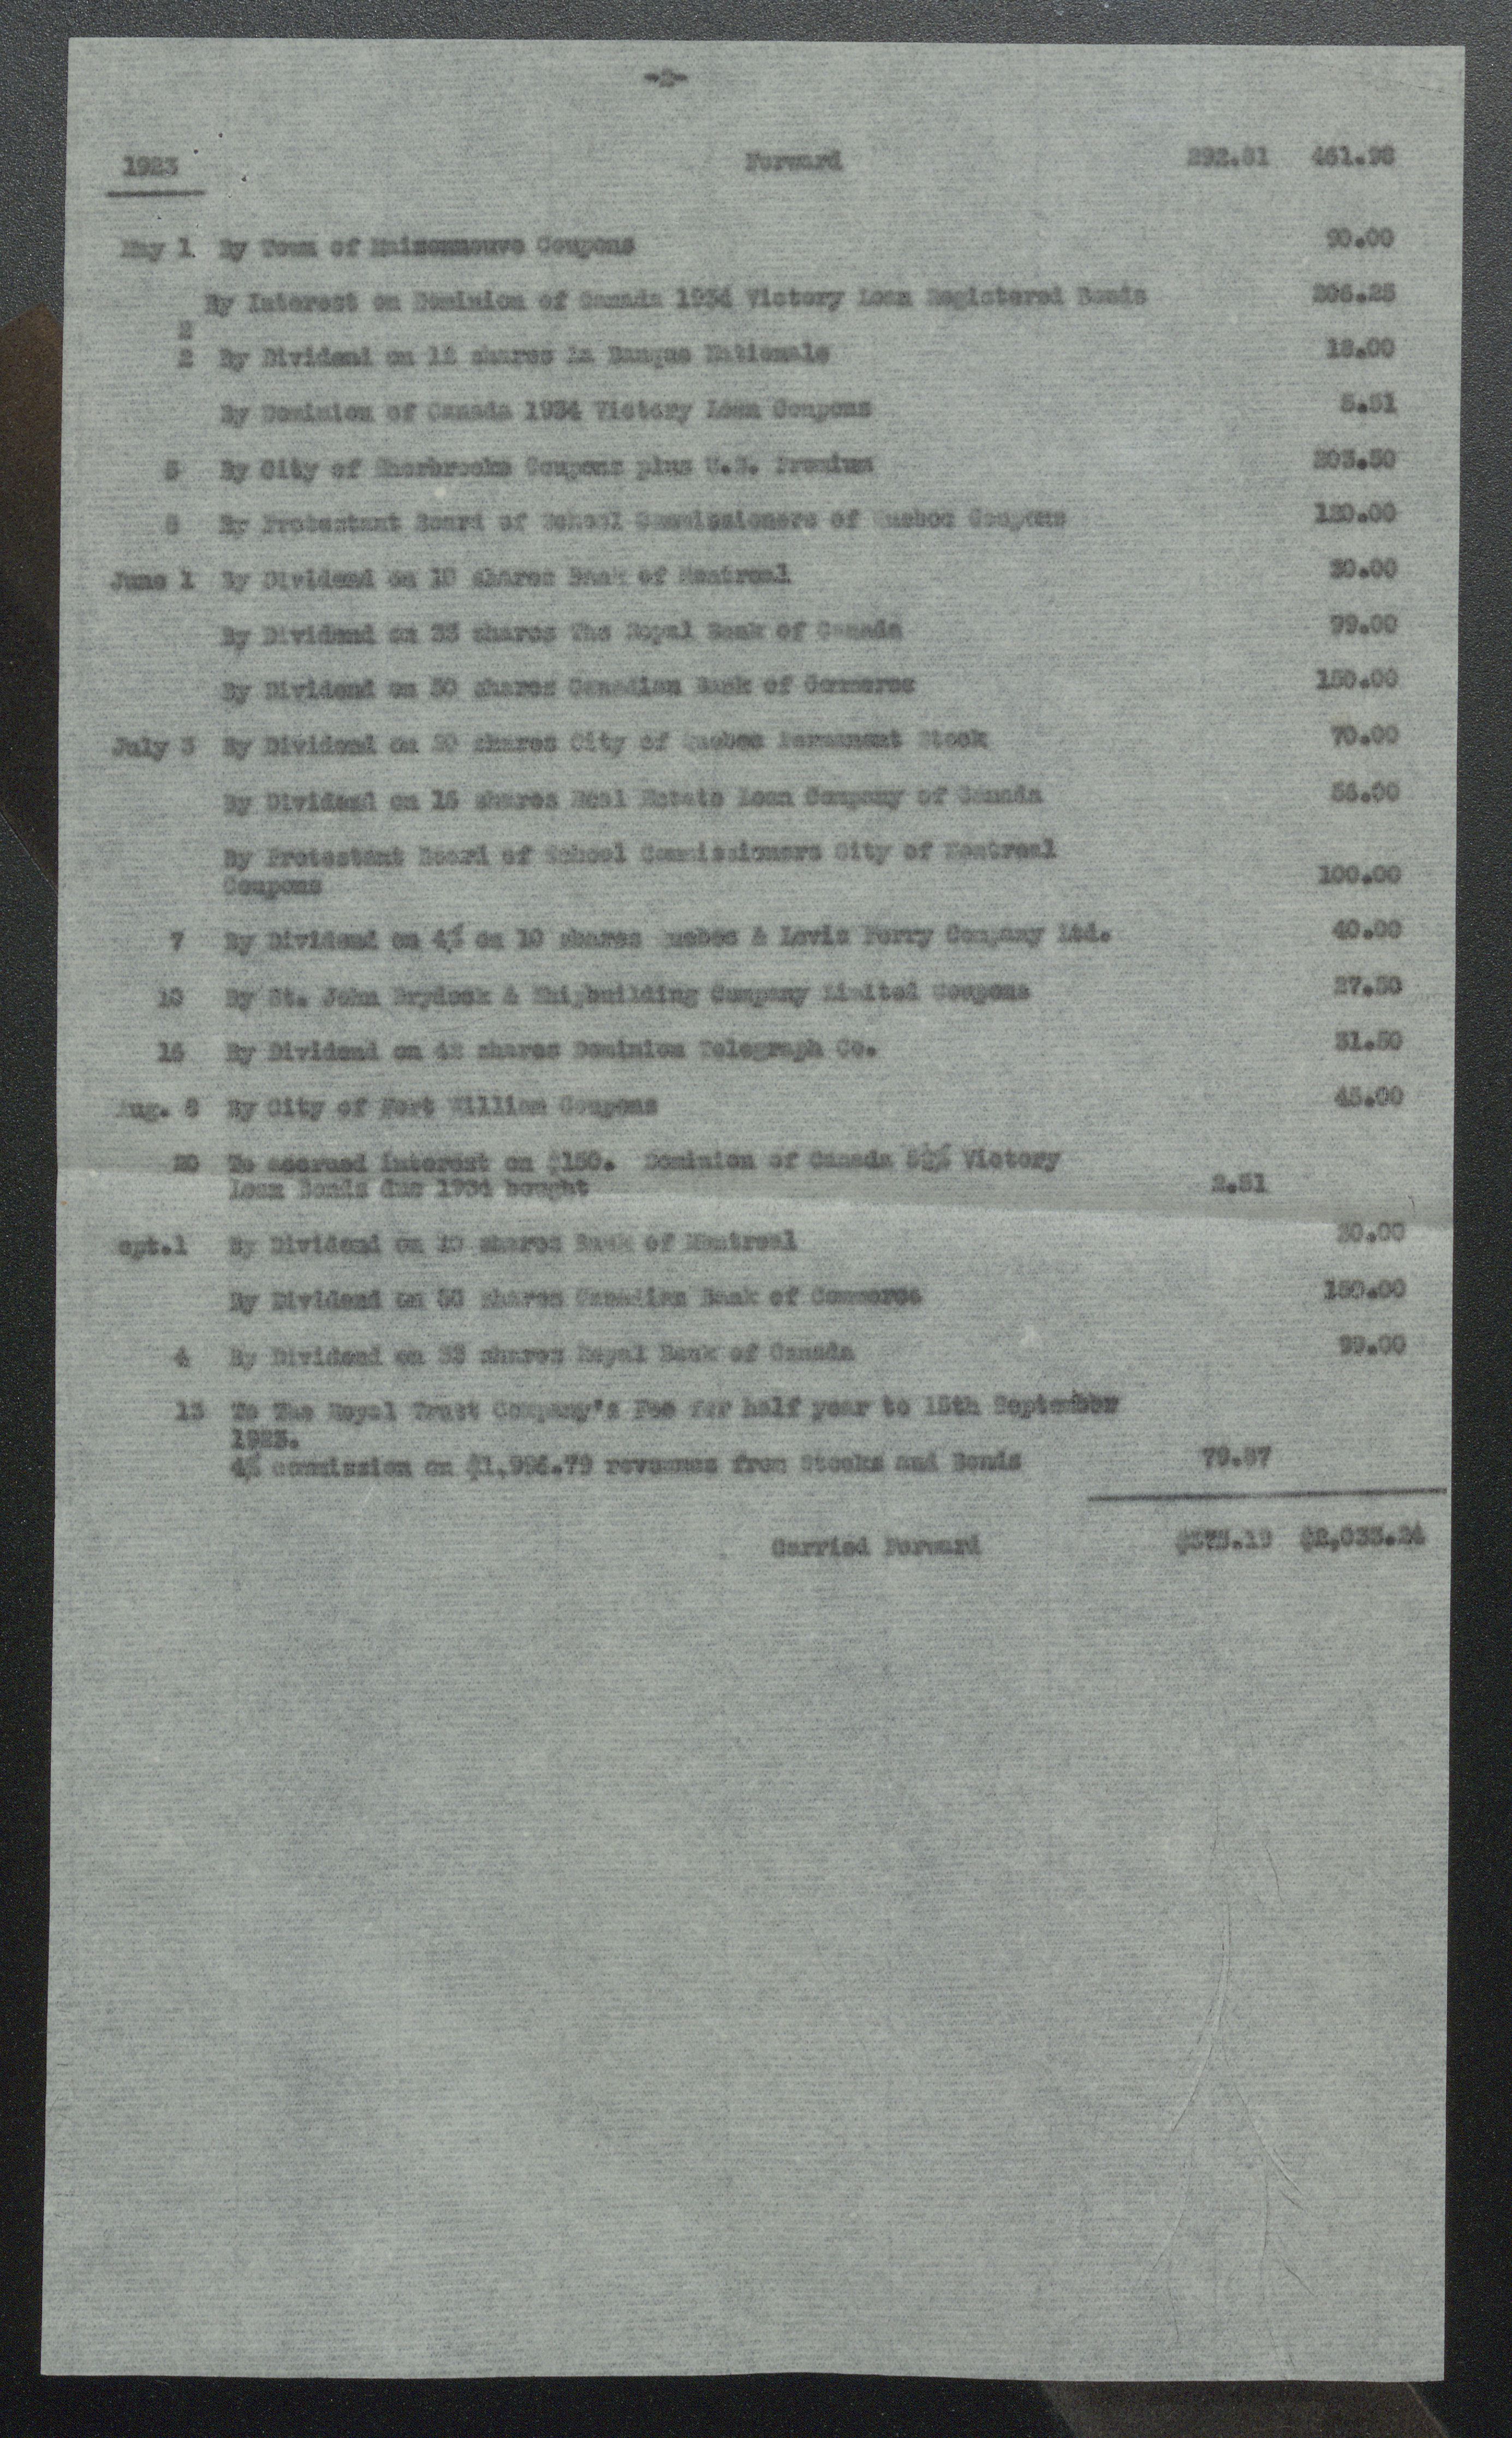 -2-
1923 Forward 292.81 461.98
May 1 By Town of Maisonneuve Coupons 90.00
By Interest on Dominion of Canada 1934 Victory Loan Registered Bonds 206.25
2
2 By Dividend on 12 shares La Banque Nationale 18.00
By Dominion of Canada 1934 Victory Loan Coupons 5.51
5 By City of Sherbrooke Coupons plus U.S. Premium 203.50
8 By Protestant Board of School Commissioners of Quebec Coupons 120.00
June 1 By Dividend on 10 shares Bank of Montreal 30.00
By Dividend on 33 shares The Royal Bank of Canada 99.00
By Dividend on 50 shares Canadian Bank of Commerce 150.00
July 3 By Dividend on 20 shares City of Quebec Permanent Stock 70.00
By Dividend on 16 shares Real Estate Loan Company of Canada 56.00
By Protestant Board of School Commissioners City of Montreal
Coupons 100.00
7 By Dividend on 4% on 10 shares Quebec & Levis Ferry Company Ltd. 40.00
10 By St. John Drydock & Shipbuilding Company Limited Coupons 27.50
16 By Dividend on 42 shares Dominion Telegraph Co. 31.50
Aug. 8 By City of Fort William Coupons 45.00
20 To accrued interest on $150. Dominion of Canada 5½% Victory
Loan Bonds due 1934 bought 2.51
ept.1 By Dividend on 10 shares Bank of Montreal 30.00
By Dividend on 50 shares Canadian Bank of Commerce 150.00
4 By Dividend on 33 shares Royal Bank of Canada 99.00
13 To The Royal Trust Company's Fee for half year to 15th September
1923.
4% commission on $1,996.79 revenues from Stocks and Bonds 79.87
Carried Forward $375.19 $2,033.24